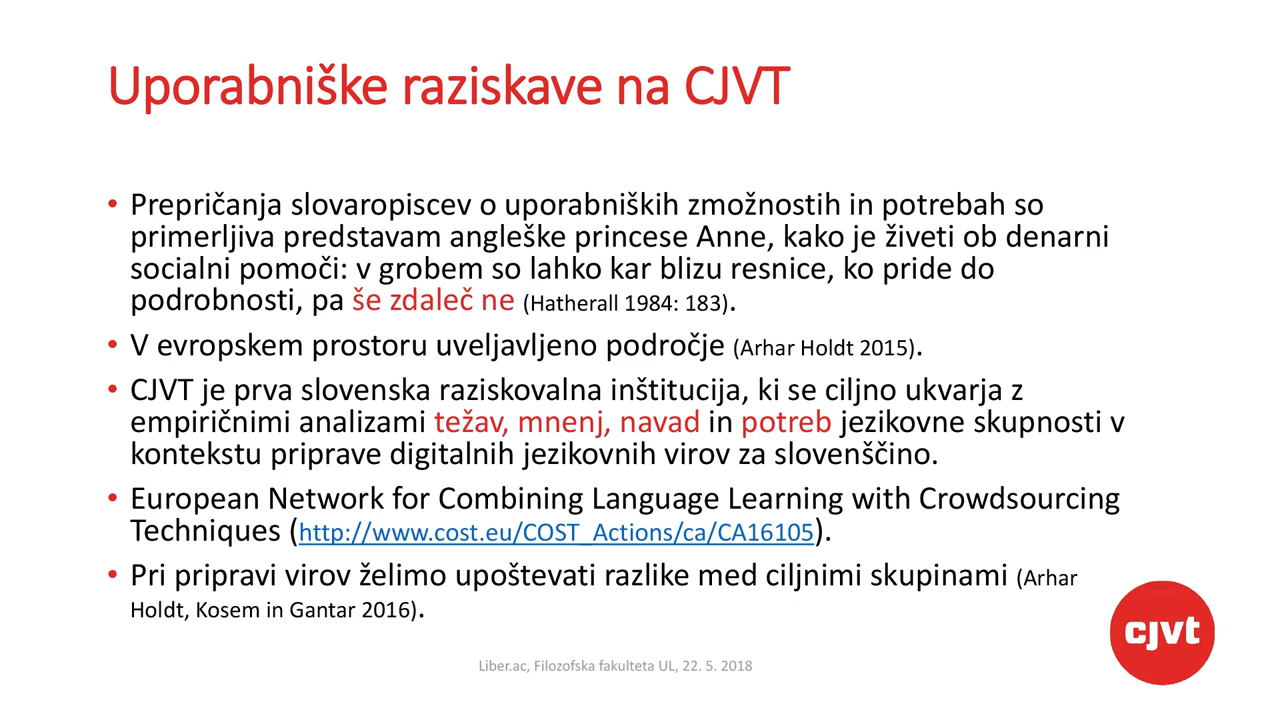 Uporabniške raziskave na CJVT
• Prepričanja slovaropiscev o uporabniških zmožnostih in potrebah so
primerljiva predstavam angleške princese Anne, kako je živeti ob denarni
socialni pomoči: v grobem so lahko kar blizu resnice, ko pride do
podrobnosti, pa še zdaleč ne (Hatherall 1984: 183).
• V evropskem prostoru uveljavljeno področje (Arhar Holdt 2015).
• CJVT je prva slovenska raziskovalna inštitucija, ki se ciljno ukvarja z
empiričnimi analizami težav, mnenj, navad in potreb jezikovne skupnosti v
kontekstu priprave digitalnih jezikovnih virov za slovenščino.
• European Network for Combining Language Learning with Crowdsourcing
Techniques (http://www.cost.eu/COST_Actions/ca/CA16105).
• Pri pripravi virov želimo upoštevati razlike med ciljnimi skupinami (Arhar
Holdt, Kosem in Gantar 2016).
cjvt
Liber.ac, Filozofska fakulteta UL, 22. 5. 2018